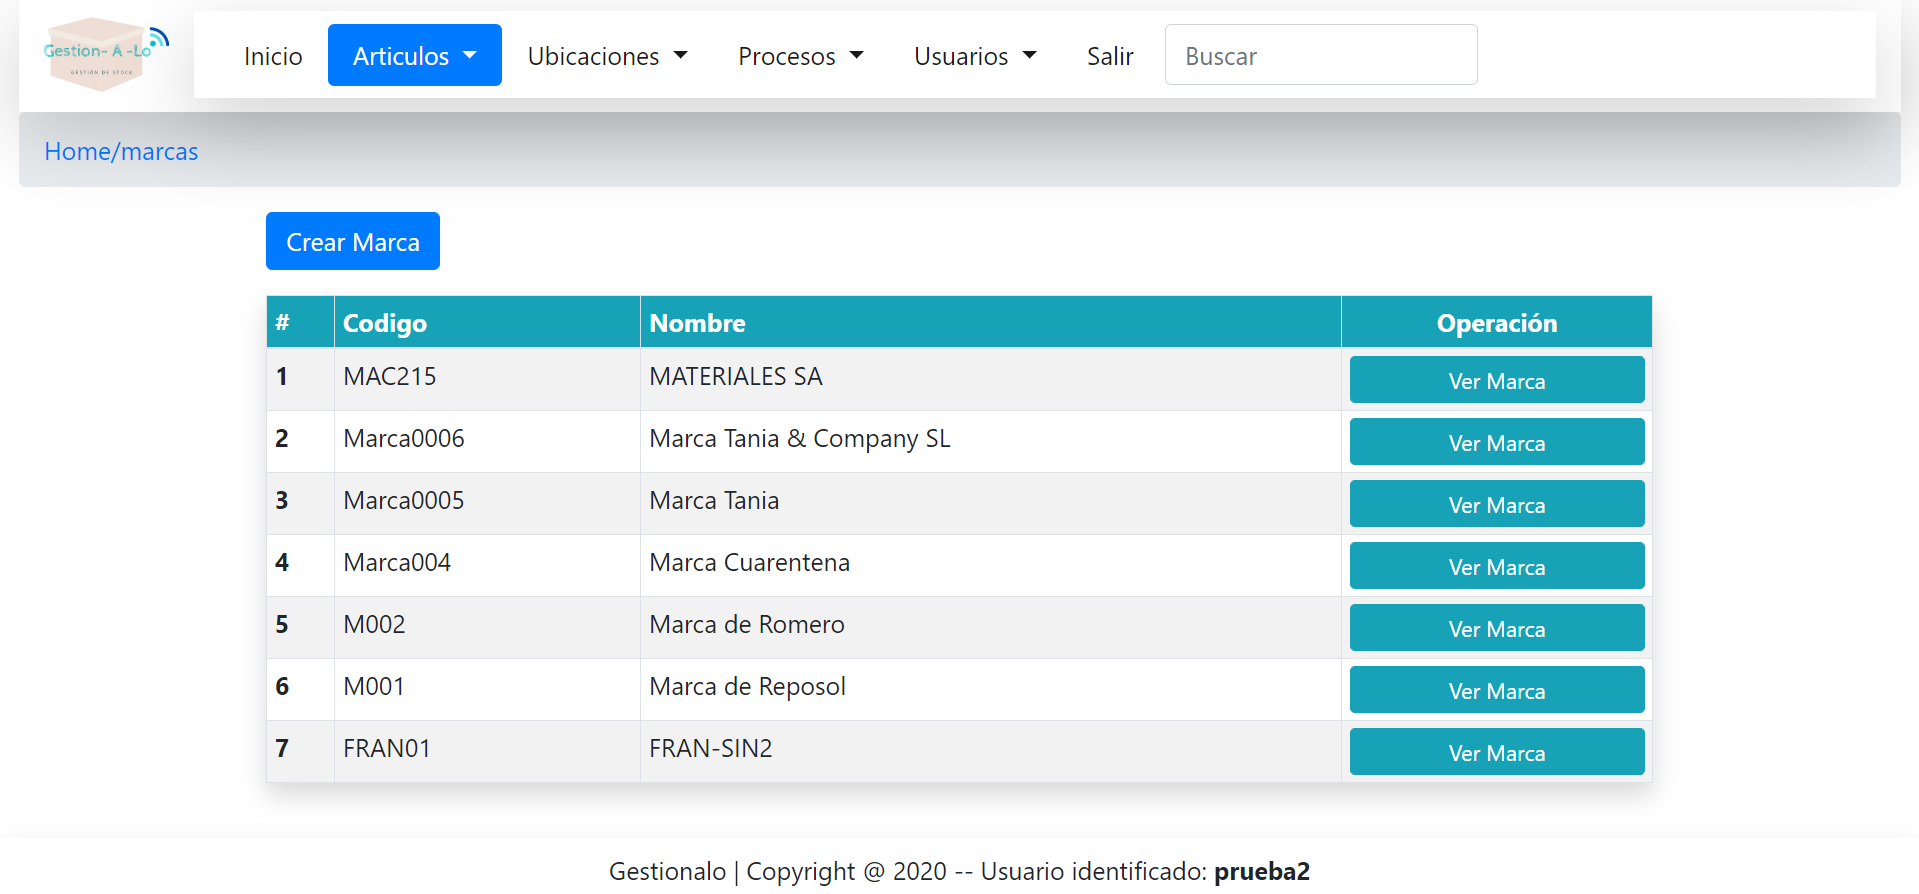 Gestion- A -Lo
GESTIÓN DE STOCK
Inicio Articulos Ubicaciones Procesos Usuarios Salir Buscar
Home/marcas
Crear Marca
# Codigo Nombre Operación
1 MAC215 MATERIALES SA Ver Marca
2 Marca0006 Marca Tania & Company SL Ver Marca
3 Marca0005 Marca Tania Ver Marca
4 Marca004 Marca Cuarentena Ver Marca
5 M002 Marca de Romero Ver Marca
6 M001 Marca de Reposol Ver Marca
7 FRAN01 FRAN-SIN2 Ver Marca
Gestionalo | Copyright @ 2020 -- Usuario identificado: prueba2